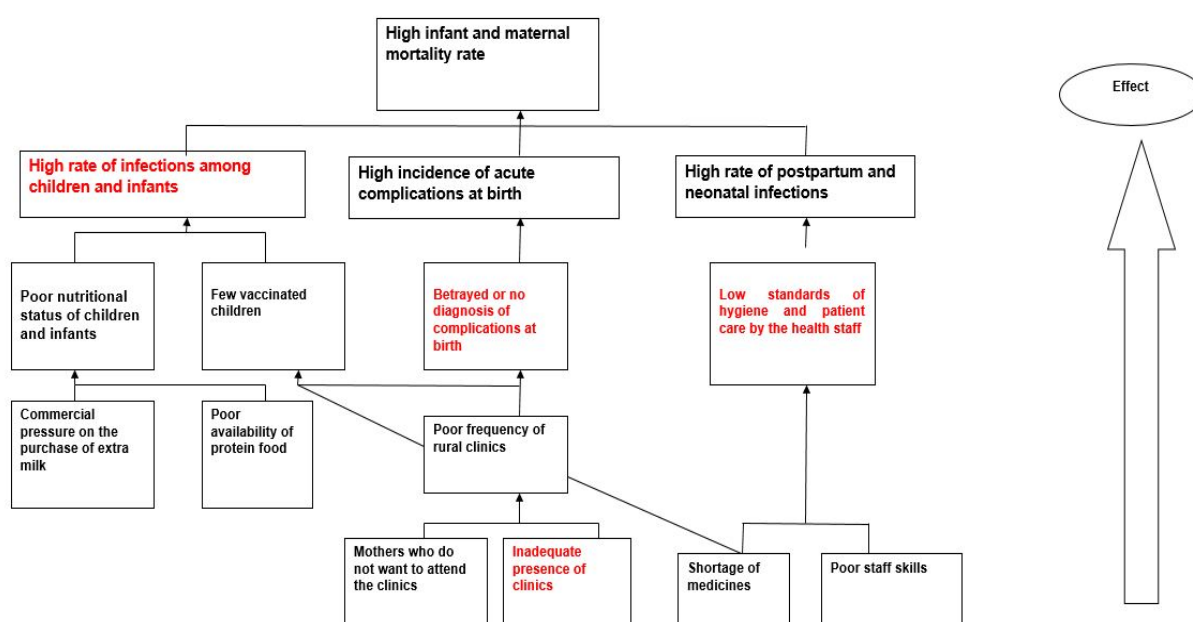 High infant and maternal
mortality rate
Effect
High rate of infections among
children and infants
High incidence of acute
complications at birth
High rate of postpartum and
neonatal infections
Poor nutritional
status of children
and infants
Few vaccinated
children
Betrayed or no
diagnosis of
complications at
birth
Low standards of
hygiene and patient
care by the health
staff
Commercial
pressure on the
purchase of extra
milk
Poor
availability of
protein food
Poor frequency of
rural clinics
Mothers who do
not want to attend
the clinics
Inadequate
presence of
clinics
Shortage of
medicines
Poor staff skills